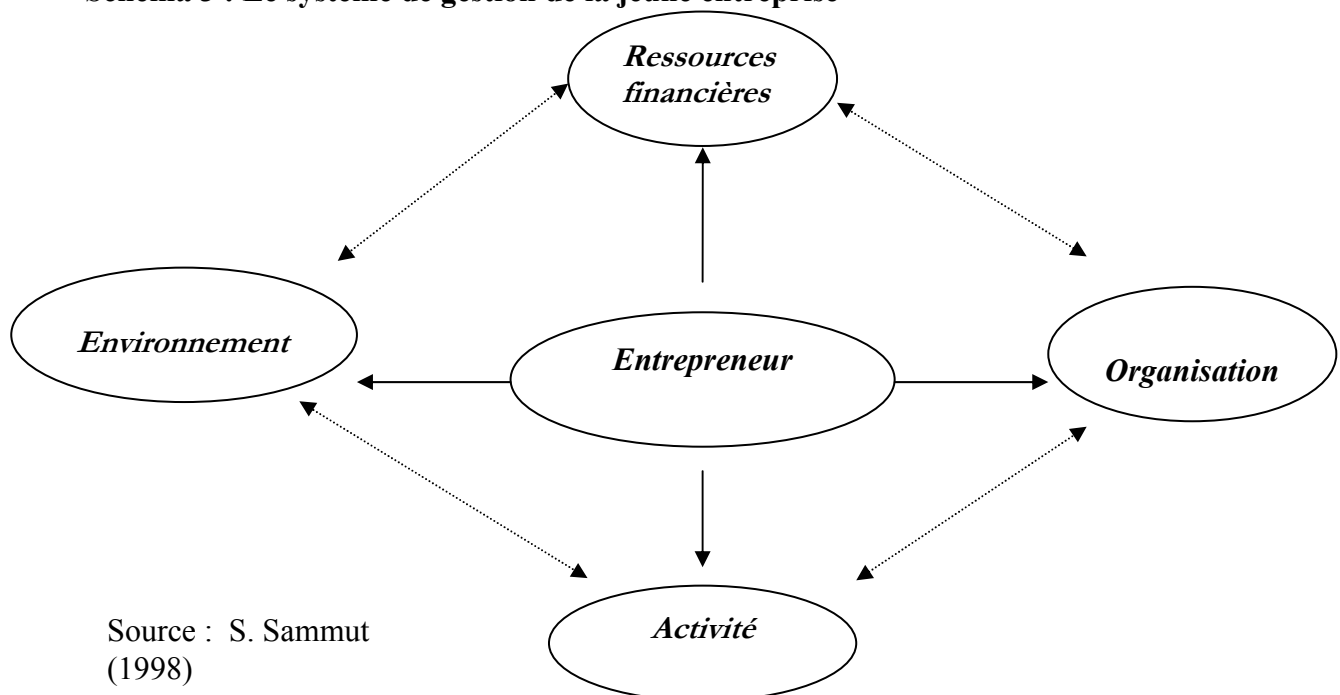 Schéma 3 : Le système de gestion de la jeune entreprise
Ressources
financières
Environnement
Entrepreneur
Organisation
Activité
Source : S. Sammut
(1998)